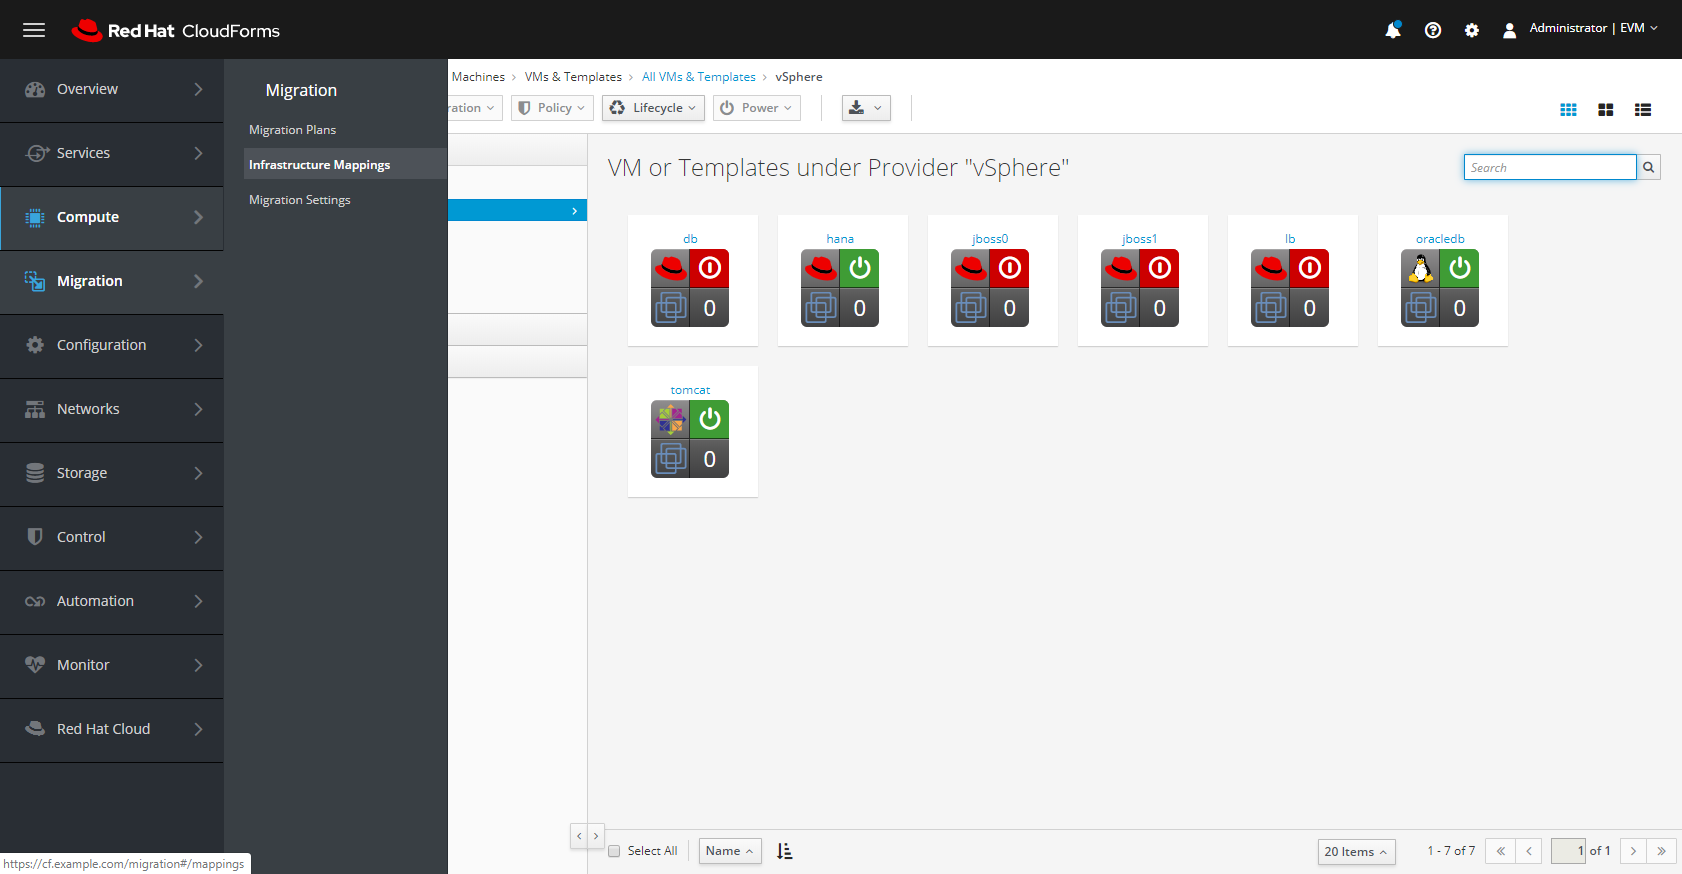 Red Hat CloudForms
Administrator | EVM
Overview
Services
Compute
Migration
Configuration
Networks
Storage
Control
Automation
Monitor
Red Hat Cloud
Migration
Migration Plans
Infrastructure Mappings
Migration Settings
Machines > VMs & Templates > All VMs & Templates > vSphere
ration
Policy
Lifecycle
Power
VM or Templates under Provider "vSphere"
Search
db
0
hana
0
jboss0
0
jboss1
0
lb
0
oracledb
0
tomcat
0
Select All
Name
20 Items
1 - 7 of 7
1 of 1
https://cf.example.com/migration#/mappings